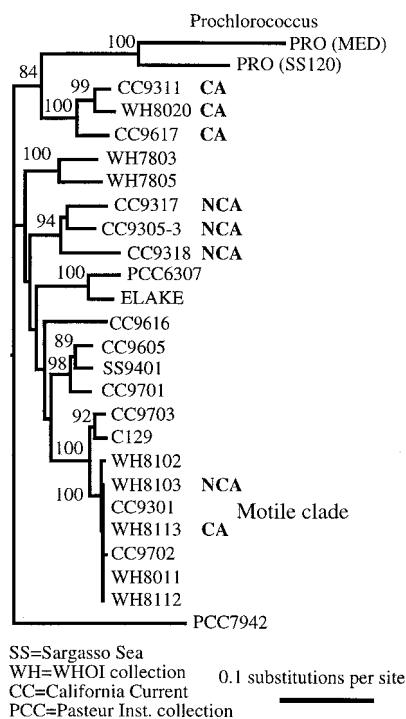 Prochlorococcus
100
PRO (MED)
PRO (SS120)
84
99
CC9311 CA
WH8020 CA
100
CC9617 CA
100
WH7803
WH7805
CC9317 NCA
94
CC9305-3 NCA
CC9318 NCA
100
PCC6307
ELAKE
CC9616
89
CC9605
98
SS9401
CC9701
92
CC9703
C129
100
WH8102
100
WH8103 NCA
CC9301
Motile clade
WH8113 CA
CC9702
WH8011
WH8112
PCC7942
SS=Sargasso Sea
WH=WHOI collection
CC=California Current
PCC=Pasteur Inst. collection
0.1 substitutions per site